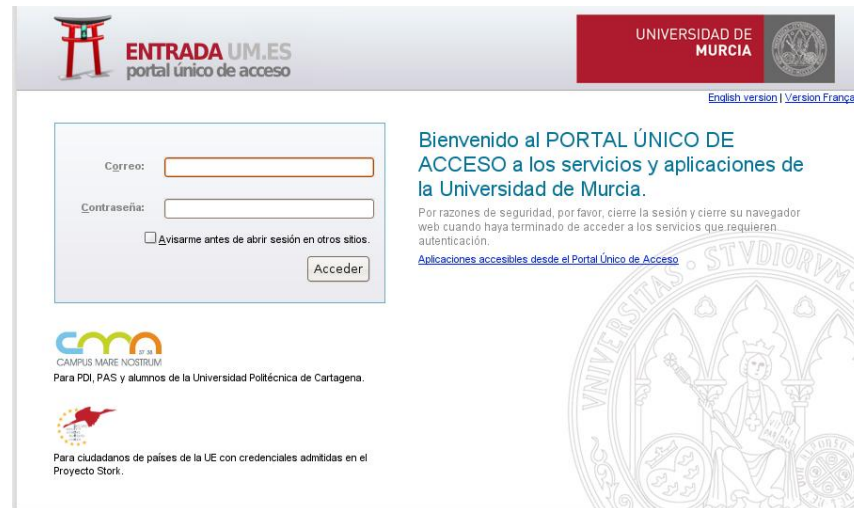 ENTRADA UM.ES
portal único de acceso
UNIVERSIDAD DE
MURCIA
English version | Version França
Correo:
Contraseña:
Avisarme antes de abrir sesión en otros sitios.
Acceder
Bienvenido al PORTAL ÚNICO DE
ACCESO a los servicios y aplicaciones de
la Universidad de Murcia.
Por razones de seguridad, por favor, cierre la sesión y cierre su navegador
web cuando haya terminado de acceder a los servicios que requieren
autenticación.
Aplicaciones accesibles desde el Portal Único de Acceso
CMN
37 38
CAMPUS MARE NOSTRUM
Para PDI, PAS y alumnos de la Universidad Politécnica de Cartagena.
Para ciudadanos de países de la UE con credenciales admitidas en el
Proyecto Stork.
VNIVERSITAS STVDIORVM